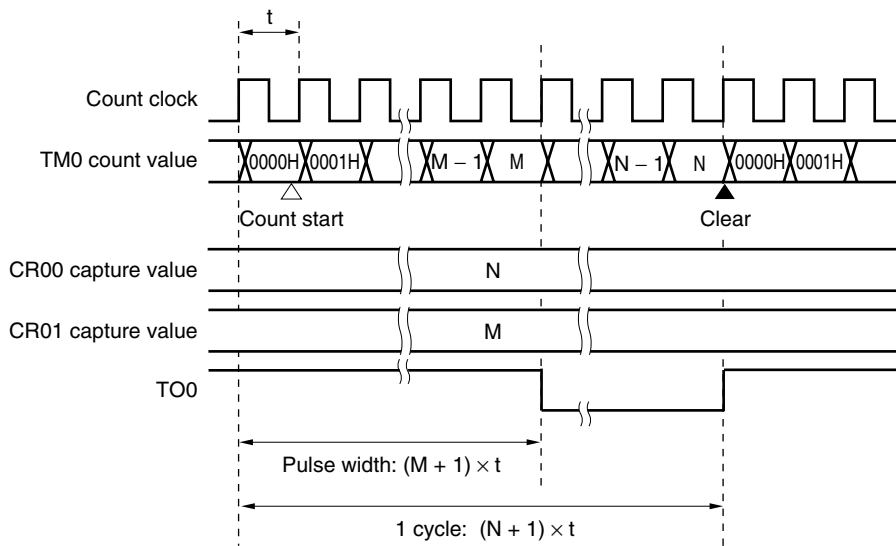 t
Count clock
TM0 count value 0000H 0001H M – 1 M N – 1 N 0000H 0001H
Count start Clear
CR00 capture value N
CR01 capture value M
TO0
Pulse width: (M + 1) × t
1 cycle: (N + 1) × t